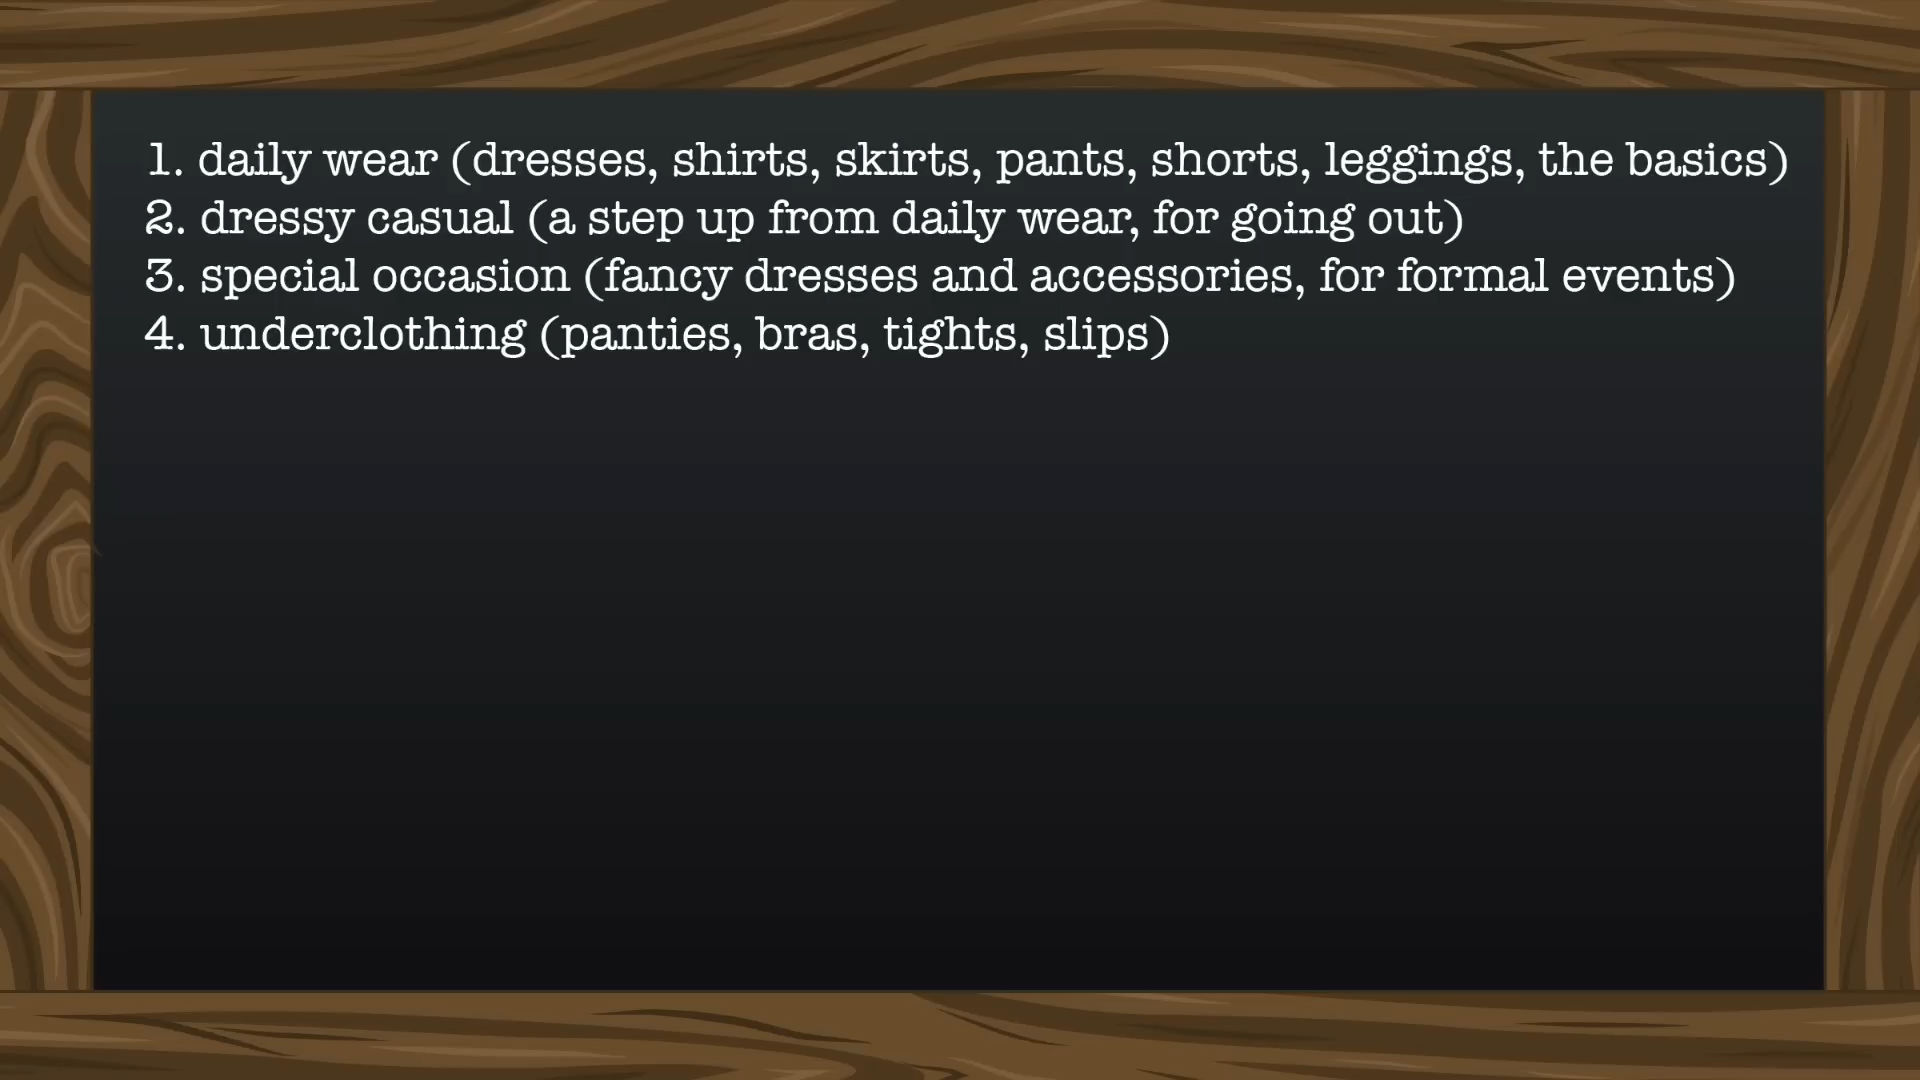 1. daily wear (dresses, shirts, skirts, pants, shorts, leggings, the basics)
2. dressy casual (a step up from daily wear, for going out)
3. special occasion (fancy dresses and accessories, for formal events)
4. underclothing (panties, bras, tights, slips)